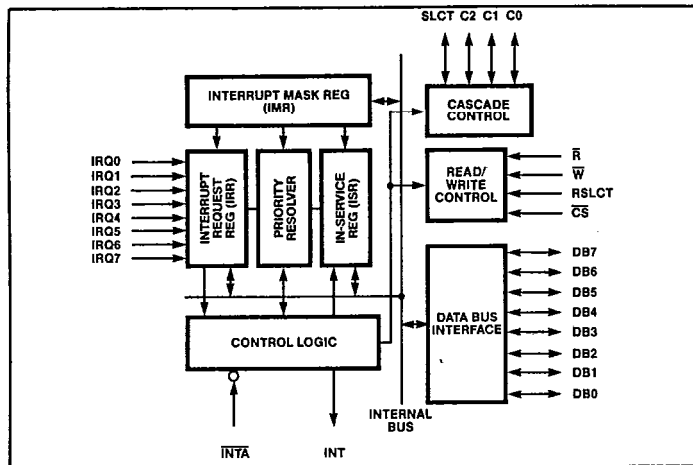 SLCT C2 C1 C0
INTERRUPT MASK REG
(IMR)
CASCADE
CONTROL
IRQ0
IRQ1
IRQ2
IRQ3
IRQ4
IRQ5
IRQ6
IRQ7
INTERRUPT
REQUEST
REG (IRR)
PRIORITY
RESOLVER
IN-SERVICE
REG (ISR)
READ/
WRITE
CONTROL
R̅
W̅
RSLCT
C̅S̅
DATA BUS
INTERFACE
DB7
DB6
DB5
DB4
DB3
DB2
DB1
DB0
CONTROL LOGIC
INTERNAL
BUS
I̅N̅T̅A̅
INT